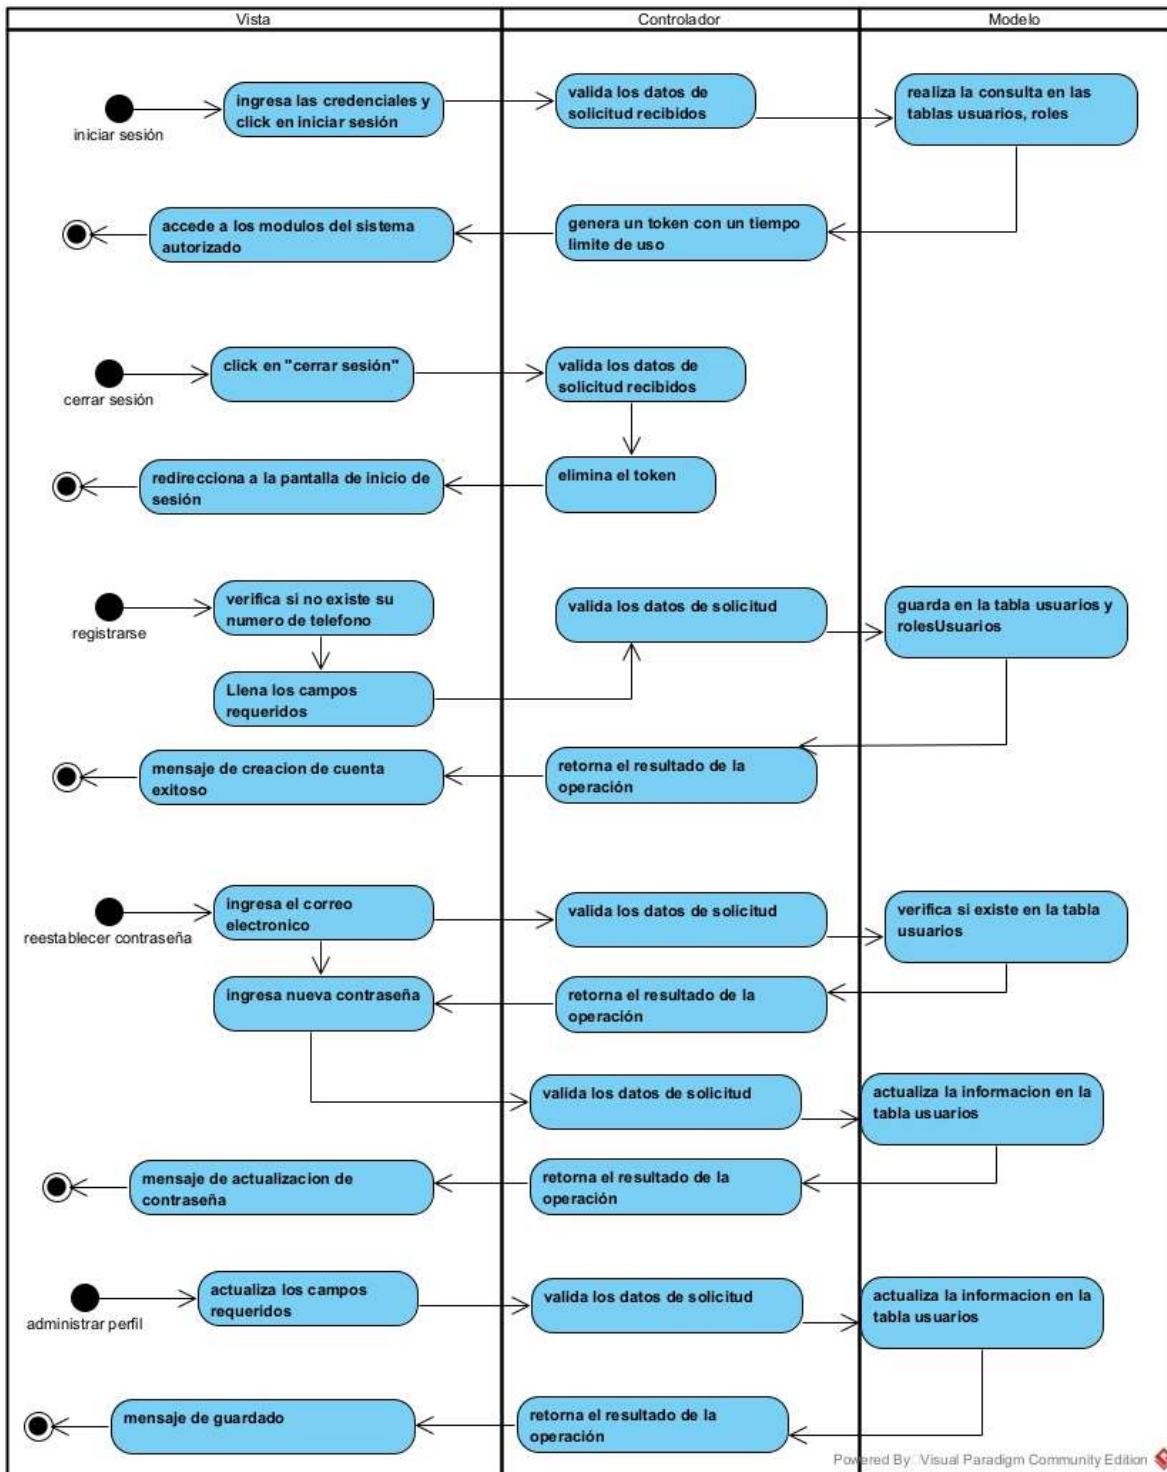 Vista
Controlador
Modelo
ingresa las credenciales y
click en iniciar sesión
valida los datos de
solicitud recibidos
realiza la consulta en las
tablas usuarios, roles
iniciar sesión
accede a los modulos del sistema
autorizado
genera un token con un tiempo
limite de uso
click en "cerrar sesión"
valida los datos de
solicitud recibidos
cerrar sesión
redirecciona a la pantalla de inicio de
sesión
elimina el token
verifica si no existe su
numero de telefono
valida los datos de solicitud
guarda en la tabla usuarios y
rolesUsuarios
registrarse
Llena los campos
requeridos
mensaje de creacion de cuenta
exitoso
retorna el resultado de la
operación
ingresa el correo
electronico
valida los datos de solicitud
verifica si existe en la tabla
usuarios
reestablecer contraseña
ingresa nueva contraseña
retorna el resultado de la
operación
valida los datos de solicitud
actualiza la informacion en la
tabla usuarios
mensaje de actualizacion de
contraseña
retorna el resultado de la
operación
actualiza los campos
requeridos
valida los datos de solicitud
actualiza la informacion en la
tabla usuarios
administrar perfil
mensaje de guardado
retorna el resultado de la
operación
Powered By Visual Paradigm Community Edition